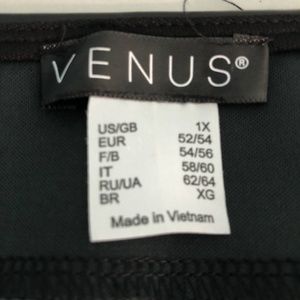 VENUS®
US/GB 1X
EUR 52/54
F/B 54/56
IT 58/60
RU/UA 62/64
BR XG
Made in Vietnam